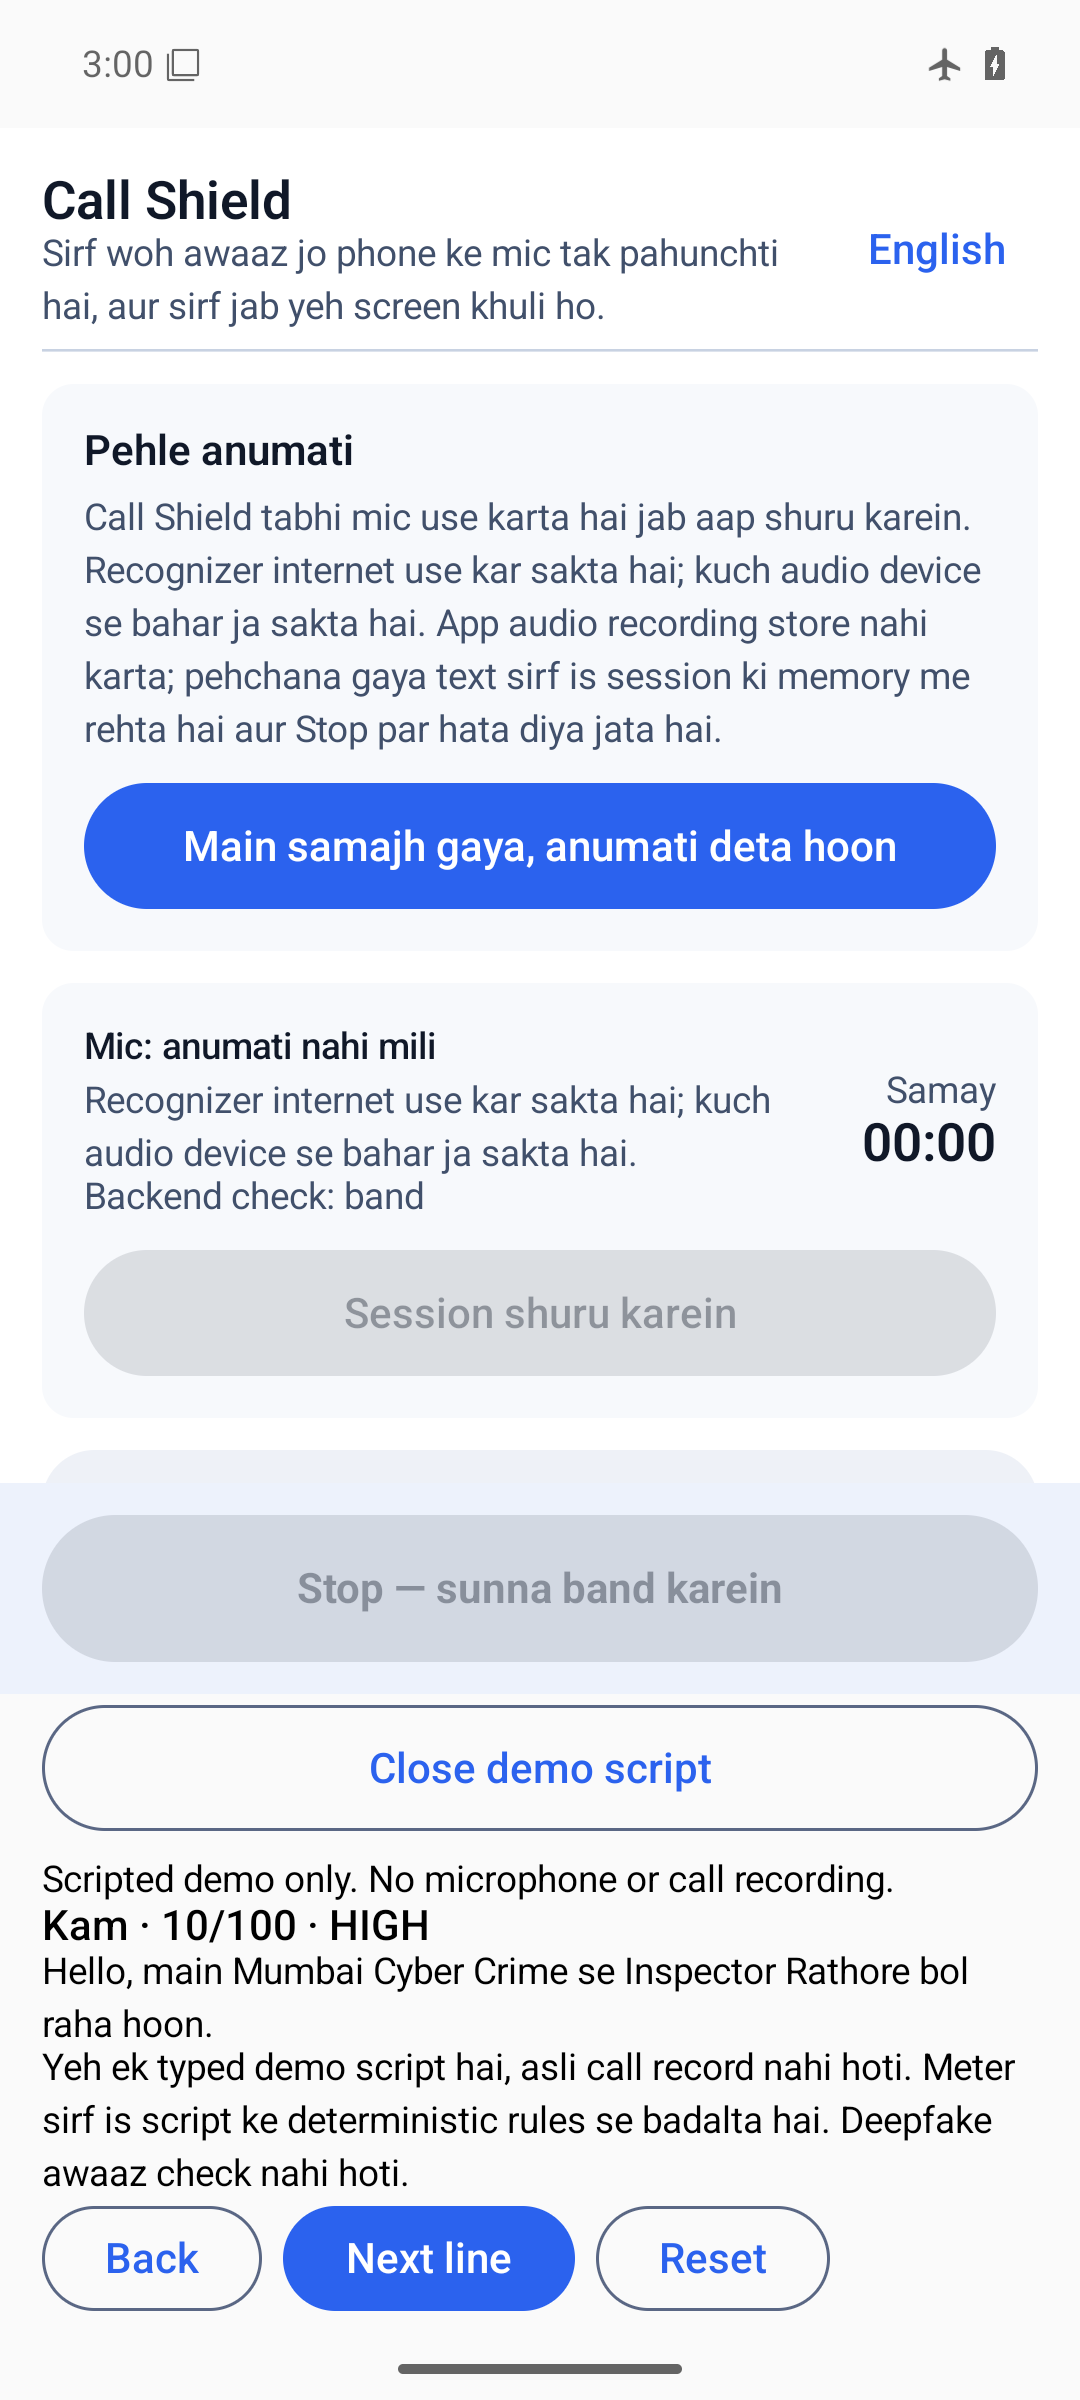 3:00
Call Shield
Sirf woh awaaz jo phone ke mic tak pahunchti
hai, aur sirf jab yeh screen khuli ho.
English
Pehle anumati
Call Shield tabhi mic use karta hai jab aap shuru karein.
Recognizer internet use kar sakta hai; kuch audio device
se bahar ja sakta hai. App audio recording store nahi
karta; pehchana gaya text sirf is session ki memory me
rehta hai aur Stop par hata diya jata hai.
Main samajh gaya, anumati deta hoon
Mic: anumati nahi mili
Recognizer internet use kar sakta hai; kuch
audio device se bahar ja sakta hai.
Backend check: band
Samay
00:00
Session shuru karein
Stop — sunna band karein
Close demo script
Scripted demo only. No microphone or call recording.
Kam · 10/100 · HIGH
Hello, main Mumbai Cyber Crime se Inspector Rathore bol
raha hoon.
Yeh ek typed demo script hai, asli call record nahi hoti. Meter
sirf is script ke deterministic rules se badalta hai. Deepfake
awaaz check nahi hoti.
Back
Next line
Reset